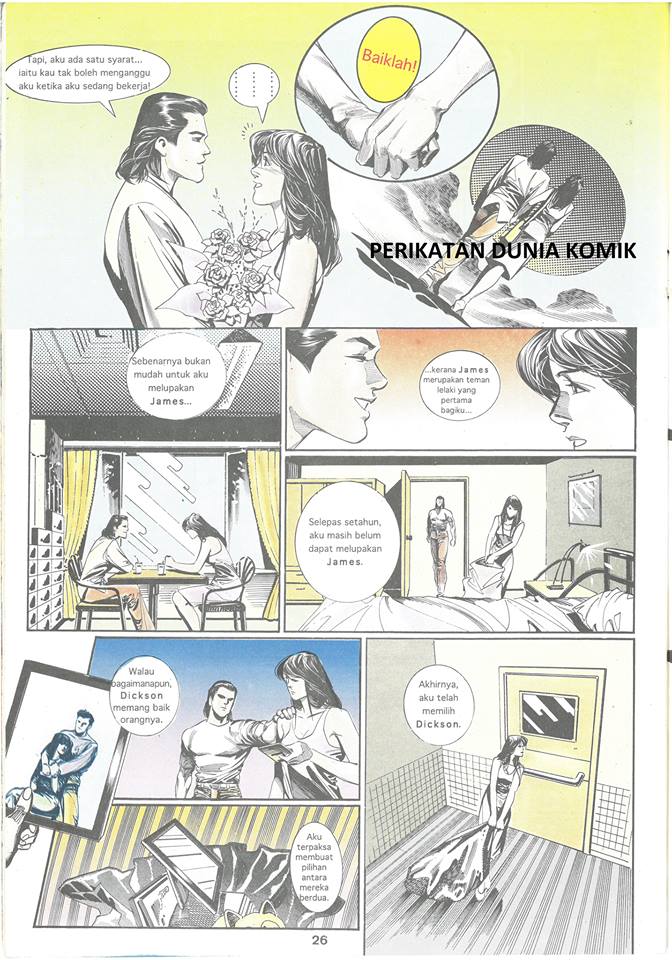 Tapi, aku ada satu syarat...
iaitu kau tak boleh menganggu
aku ketika aku sedang bekerja!
Baiklah!
PERIKATAN DUNIA KOMIK
Sebenarnya bukan
mudah untuk aku
melupakan
James...
...kerana James
merupakan teman
lelaki yang
pertama
bagiku...
Selepas setahun,
aku masih belum
dapat melupakan
James.
Walau
bagaimanapun,
Dickson
memang baik
orangnya.
Aku
terpaksa
membuat
pilihan
antara
mereka
berdua.
Akhirnya,
aku telah
memilih
Dickson.
26